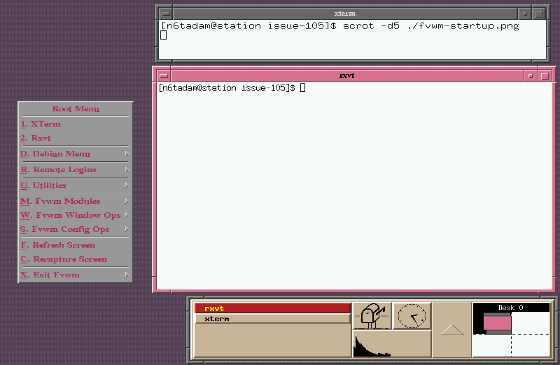 xterm
[n6tadam@station issue-105]$ scrot -d5 ./fvwm-startup.png
rxvt
[n6tadam@station issue-105]$
Root Menu
1. XTerm
2. Rxvt
D. Debian Menu
R. Remote Logins
U. Utilities
M. Fvwm Modules
W. Fvwm Window Ops
S. Fvwm Config Ops
F. Refresh Screen
C. Recapture Screen
X. Exit Fvwm
rxvt
xterm
Desk 0